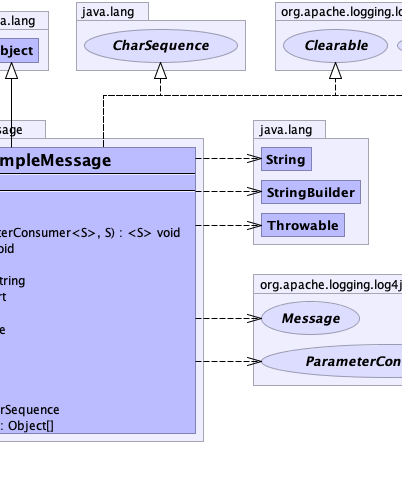 a.lang
bject
java.lang
CharSequence
org.apache.logging.lo
Clearable
sage
mpleMessage
terConsumer<S>, S) : <S> void
oid
tring
rt
e
rSequence
: Object[]
java.lang
String
StringBuilder
Throwable
org.apache.logging.log4j
Message
ParameterCon